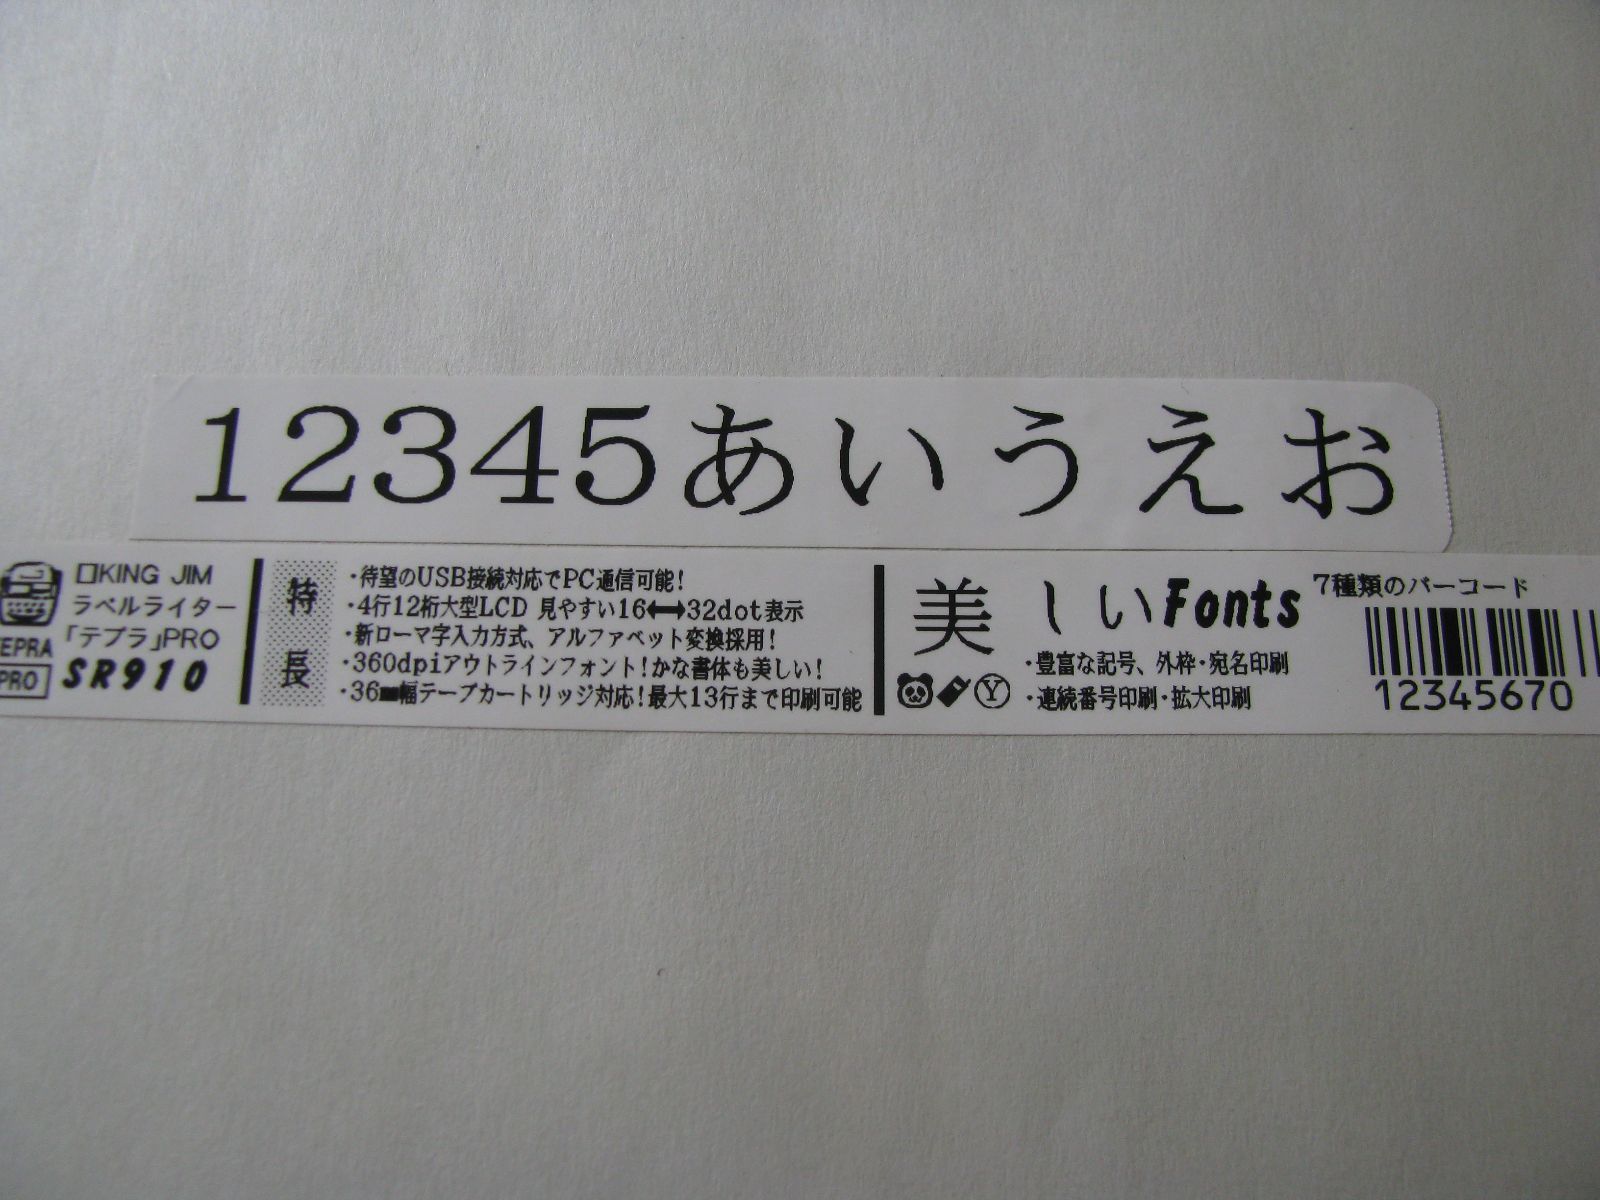 12345あいうえお
KING JIM
ラベルライター
「テプラ」PRO
SR910
TEPRA
PRO
特長
・待望のUSB接続対応でPC通信可能!
・4行12桁大型LCD 見やすい16↔32dot表示
・新ローマ字入力方式、アルファベット変換採用!
・360dpiアウトラインフォント!かな書体も美しい!
・36㎜幅テープカートリッジ対応!最大13行まで印刷可能
美しいFonts
・豊富な記号、外枠・宛名印刷
・連続番号印刷・拡大印刷
7種類のバーコード
12345670